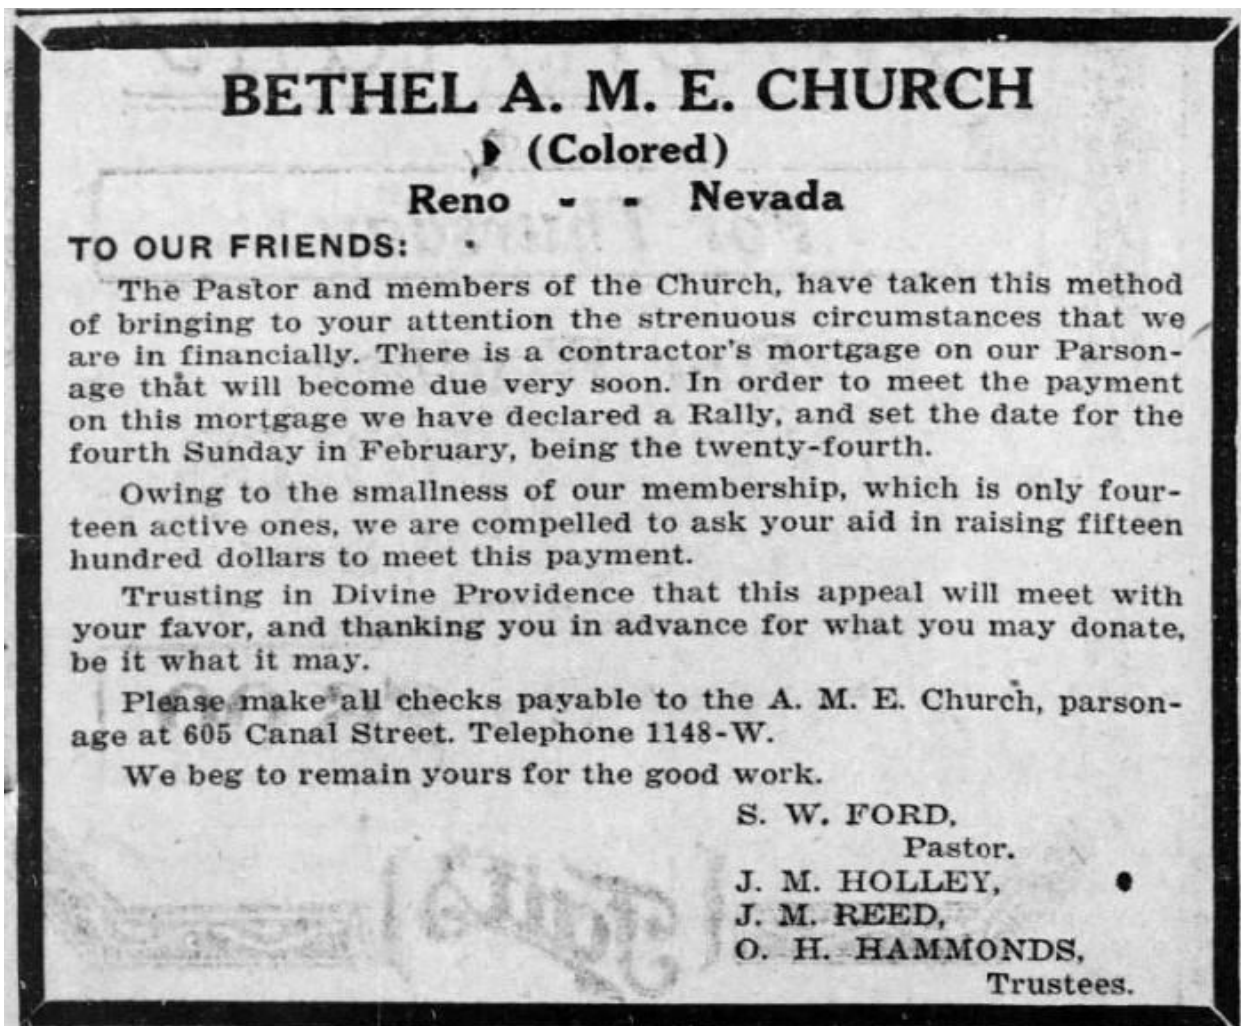 BETHEL A. M. E. CHURCH
(Colored)
Reno - - Nevada
TO OUR FRIENDS:
The Pastor and members of the Church, have taken this method
of bringing to your attention the strenuous circumstances that we
are in financially. There is a contractor's mortgage on our Parson-
age that will become due very soon. In order to meet the payment
on this mortgage we have declared a Rally, and set the date for the
fourth Sunday in February, being the twenty-fourth.
Owing to the smallness of our membership, which is only four-
teen active ones, we are compelled to ask your aid in raising fifteen
hundred dollars to meet this payment.
Trusting in Divine Providence that this appeal will meet with
your favor, and thanking you in advance for what you may donate,
be it what it may.
Please make all checks payable to the A. M. E. Church, parson-
age at 605 Canal Street. Telephone 1148-W.
We beg to remain yours for the good work.
S. W. FORD,
Pastor.
J. M. HOLLEY,
J. M. REED,
O. H. HAMMONDS,
Trustees.